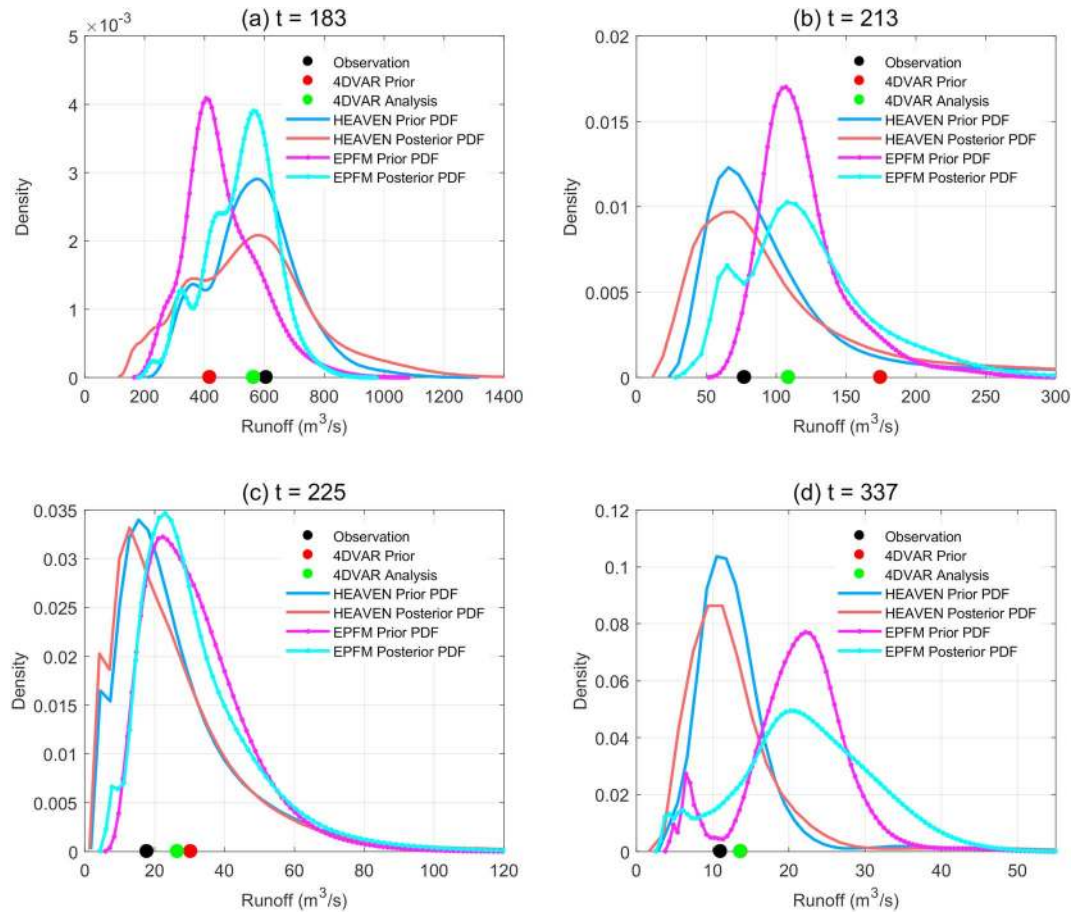 (a) t = 183
×10⁻³
5
4
3
2
1
0
Density
0 200 400 600 800 1000 1200 1400
Runoff (m³/s)
Observation
4DVAR Prior
4DVAR Analysis
HEAVEN Prior PDF
HEAVEN Posterior PDF
EPFM Prior PDF
EPFM Posterior PDF
(b) t = 213
0.02
0.015
0.01
0.005
0
Density
0 50 100 150 200 250 300
Runoff (m³/s)
Observation
4DVAR Prior
4DVAR Analysis
HEAVEN Prior PDF
HEAVEN Posterior PDF
EPFM Prior PDF
EPFM Posterior PDF
(c) t = 225
0.035
0.03
0.025
0.02
0.015
0.01
0.005
0
Density
0 20 40 60 80 100 120
Runoff (m³/s)
Observation
4DVAR Prior
4DVAR Analysis
HEAVEN Prior PDF
HEAVEN Posterior PDF
EPFM Prior PDF
EPFM Posterior PDF
(d) t = 337
0.12
0.1
0.08
0.06
0.04
0.02
0
Density
0 10 20 30 40 50
Runoff (m³/s)
Observation
4DVAR Prior
4DVAR Analysis
HEAVEN Prior PDF
HEAVEN Posterior PDF
EPFM Prior PDF
EPFM Posterior PDF